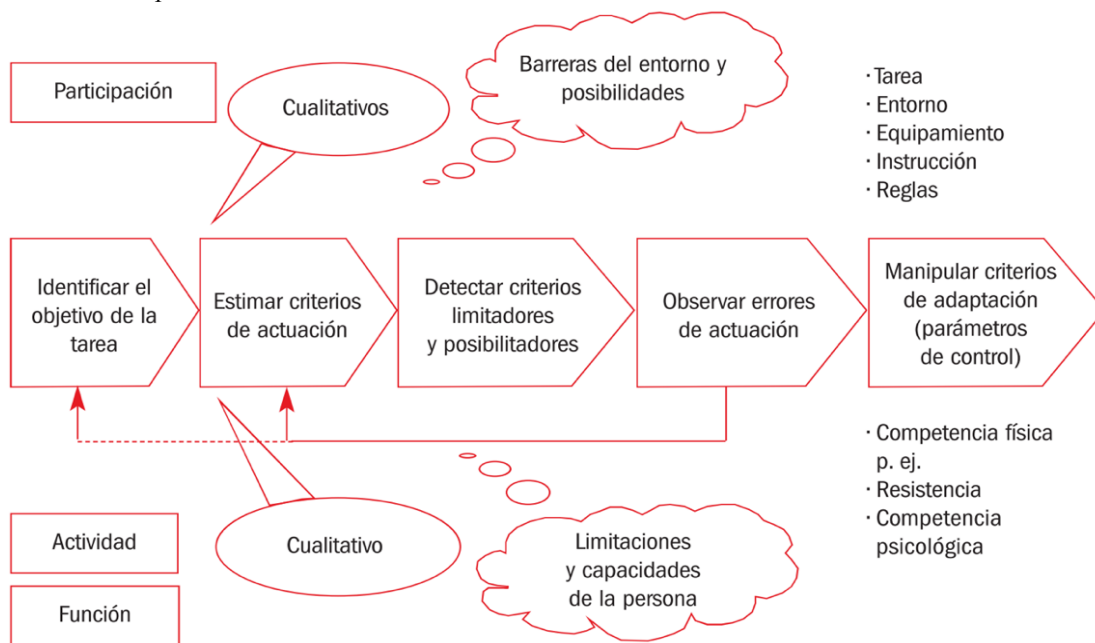 Participación
Cualitativos
Barreras del entorno y
posibilidades
· Tarea
· Entorno
· Equipamiento
· Instrucción
· Reglas
Identificar el
objetivo de la
tarea
Estimar criterios
de actuación
Detectar criterios
limitadores
y posibilitadores
Observar errores
de actuación
Manipular criterios
de adaptación
(parámetros
de control)
Actividad
Función
Cualitativo
Limitaciones
y capacidades
de la persona
· Competencia física
p. ej.
· Resistencia
· Competencia
psicológica